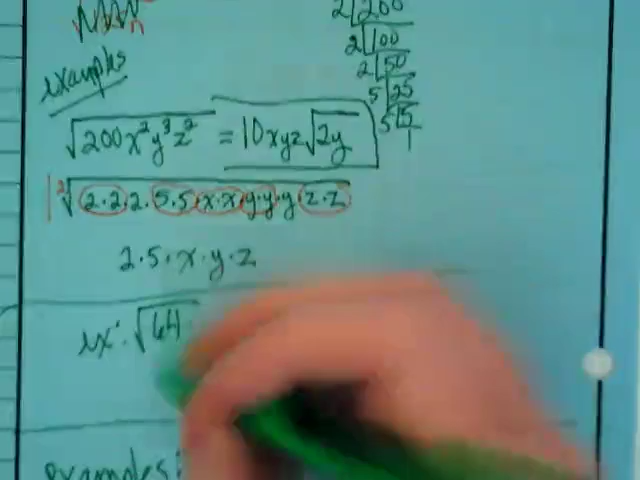 examples
√200x²y³z² = 10xyz√2y
²√2·2·2·5·5·x·x·y·y·y·z·z
2·5·x·y·z
ex: √64
examples:
2|200
2|100
2|50
5|25
5|5
1